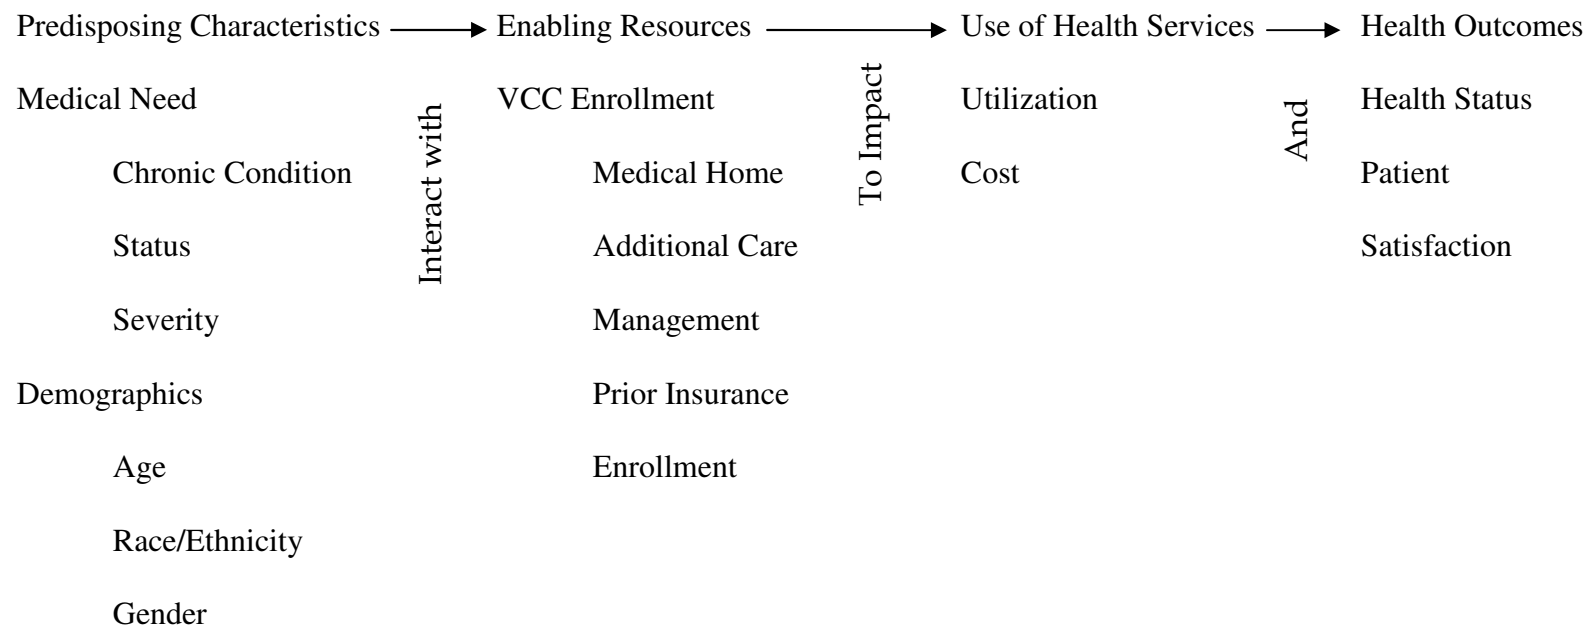 Predisposing Characteristics Enabling Resources Use of Health Services Health Outcomes
Medical Need VCC Enrollment Utilization Health Status
Chronic Condition Medical Home Cost Patient
Status Additional Care Satisfaction
Severity Management
Demographics Prior Insurance
Age Enrollment
Race/Ethnicity
Gender
Interact with
To Impact
And